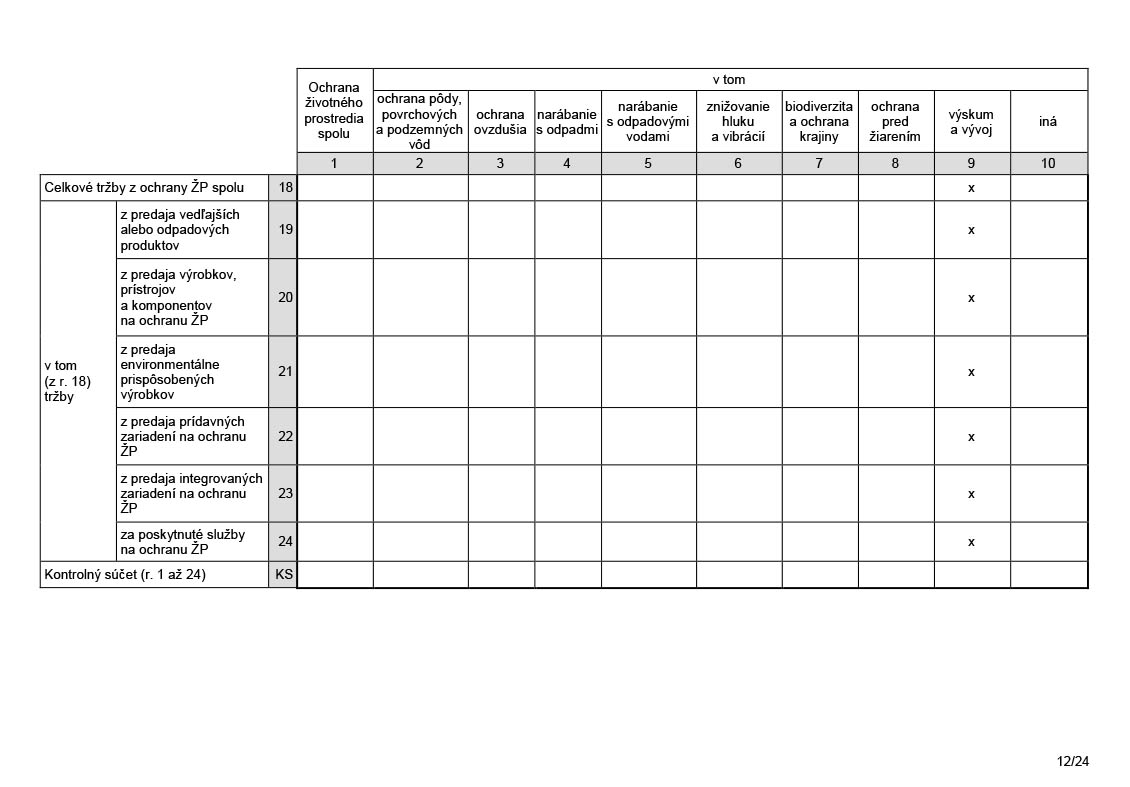 Ochrana
životného
prostredia
spolu
v tom
ochrana pôdy,
povrchových
a podzemných
vôd
ochrana
ovzdušia
narábanie
s odpadmi
narábanie
s odpadovými
vodami
znižovanie
hluku
a vibrácií
biodiverzita
a ochrana
krajiny
ochrana
pred
žiarením
výskum
a vývoj
iná
1 2 3 4 5 6 7 8 9 10
Celkové tržby z ochrany ŽP spolu 18 x
v tom
(z r. 18)
tržby
z predaja vedľajších
alebo odpadových
produktov
19 x
z predaja výrobkov,
prístrojov
a komponentov
na ochranu ŽP
20 x
z predaja
environmentálne
prispôsobených
výrobkov
21 x
z predaja prídavných
zariadení na ochranu
ŽP
22 x
z predaja integrovaných
zariadení na ochranu
ŽP
23 x
za poskytnuté služby
na ochranu ŽP
24 x
Kontrolný súčet (r. 1 až 24) KS
12/24